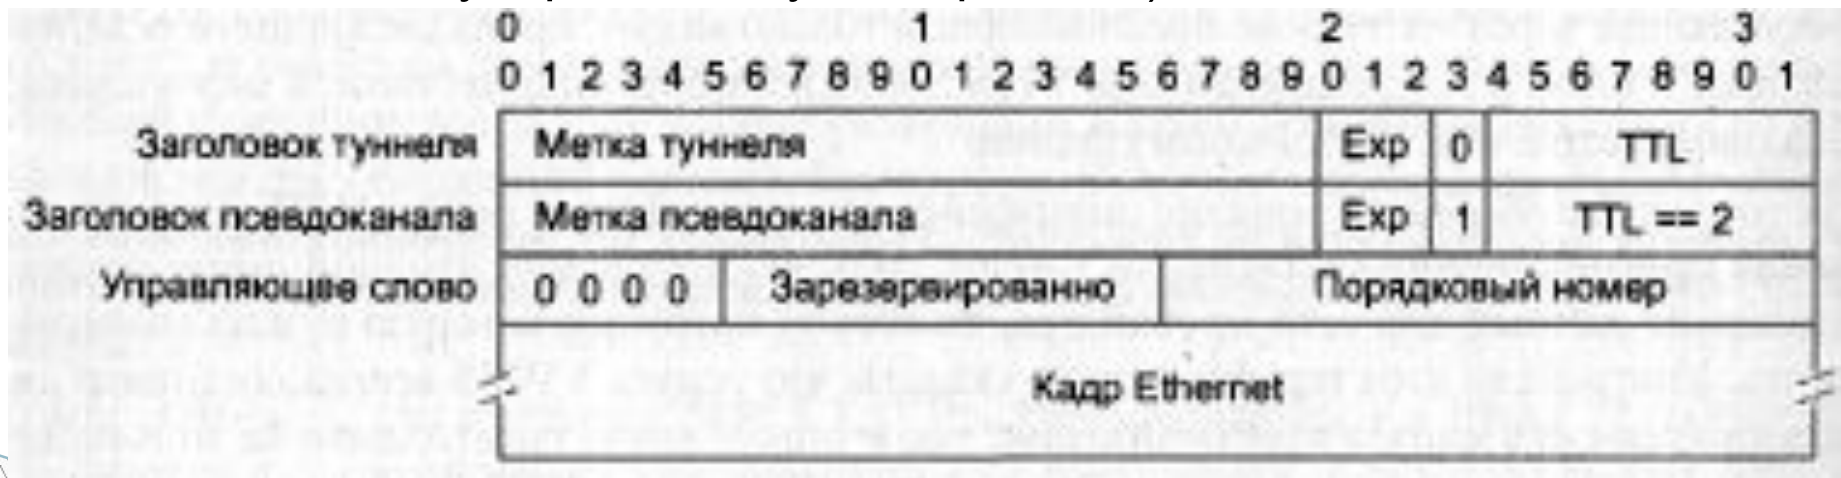 0 1 2 3
0 1 2 3 4 5 6 7 8 9 0 1 2 3 4 5 6 7 8 9 0 1 2 3 4 5 6 7 8 9 0 1
Заголовок туннеля Метка туннеля Exp 0 TTL
Заголовок псевдоканала Метка псевдоканала Exp 1 TTL == 2
Управляющее слово 0 0 0 0 Зарезервированно Порядковый номер
Кадр Ethernet